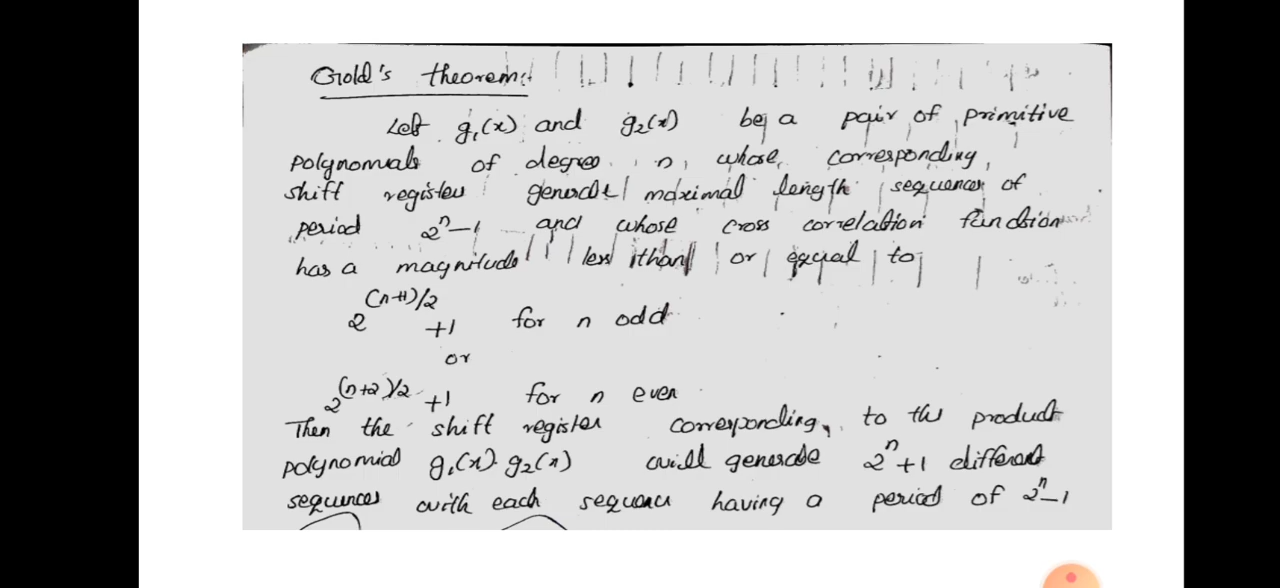 Gold's theorem:
Let g₁(x) and g₂(x) be a pair of primitive
polynomials of degree n, whose corresponding
shift register generate maximal length sequences of
period 2ⁿ-1 and whose cross correlation function
has a magnitude less than or equal to
2^(n+1)/2 +1 for n odd
or
2^(n+2)/2 +1 for n even
Then the shift register corresponding, to the product
polynomial g₁(x).g₂(x) will generate 2ⁿ+1 different
sequences with each sequence having a period of 2ⁿ-1